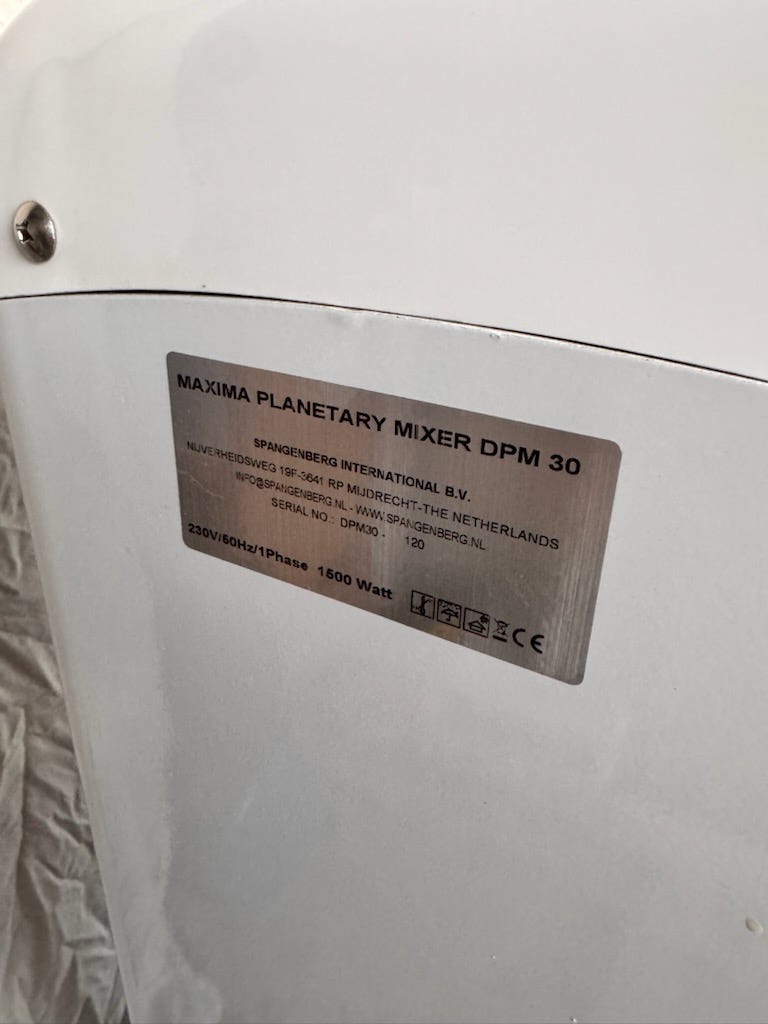 MAXIMA PLANETARY MIXER DPM 30
SPANGENBERG INTERNATIONAL B.V.
NIJVERHEIDSWEG 19F-3641 RP MIJDRECHT-THE NETHERLANDS
INFO@SPANGENBERG.NL - WWW.SPANGENBERG.NL
SERIAL NO.: DPM30 - 120
230V/50Hz/1Phase 1500 Watt
CE